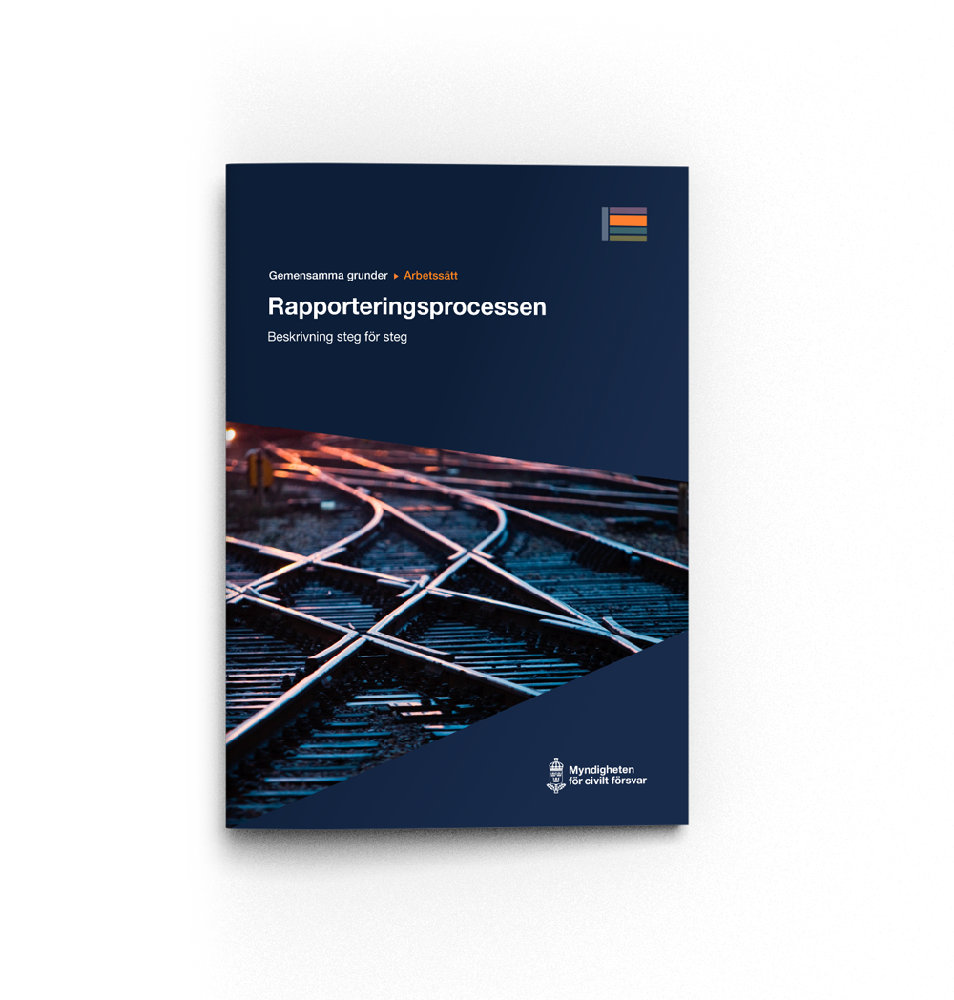 Gemensamma grunder ▸ Arbetssätt
Rapporteringsprocessen
Beskrivning steg för steg
Myndigheten
för civilt försvar